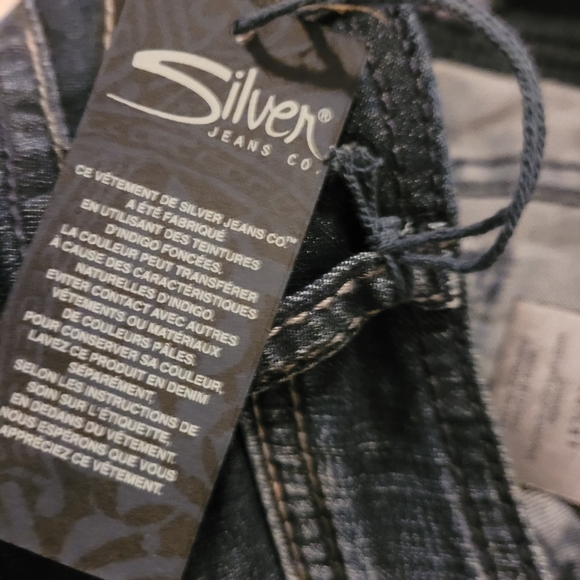 Silver®
JEANS CO.
CE VÊTEMENT DE SILVER JEANS CO™
A ÉTÉ FABRIQUÉ
EN UTILISANT DES TEINTURES
D'INDIGO FONCÉES.
LA COULEUR PEUT TRANSFÉRER
À CAUSE DES CARACTÉRISTIQUES
NATURELLES D'INDIGO.
EVITER CONTACT AVEC AUTRES
VÊTEMENTS OU MATÉRIAUX
DE COULEURS PÂLES.
POUR CONSERVER SA COULEUR,
LAVEZ CE PRODUIT EN DENIM
SÉPARÉMENT,
SELON LES INSTRUCTIONS DE
SOIN SUR L'ÉTIQUETTE,
EN DEDANS DU VÊTEMENT.
NOUS ESPÉRONS QUE VOUS
APPRÉCIEZ CE VÊTEMENT.